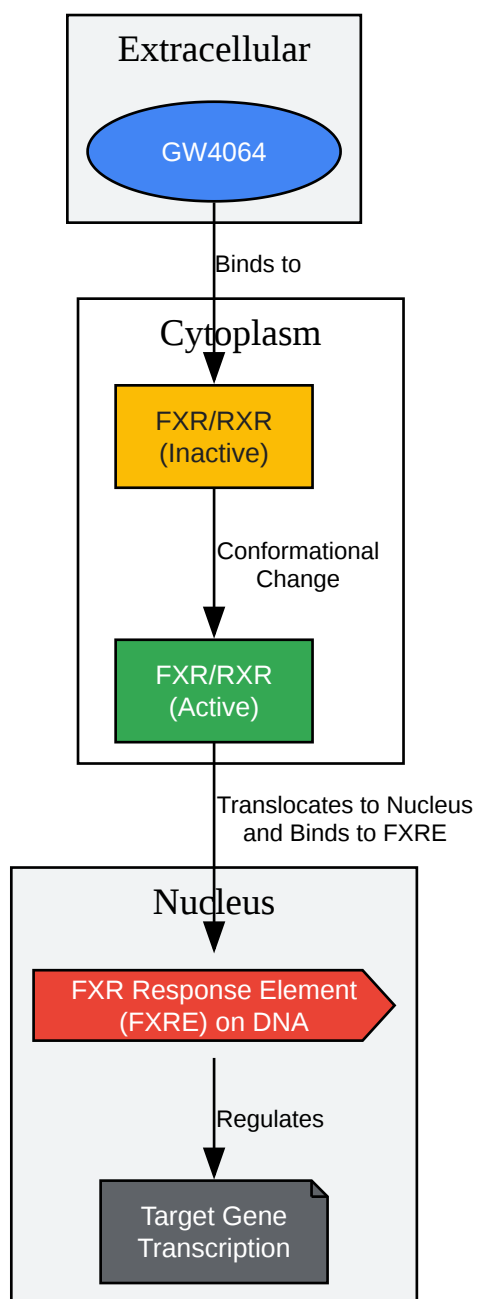 Extracellular
GW4064
Binds to
Cytoplasm
FXR/RXR
(Inactive)
Conformational
Change
FXR/RXR
(Active)
Translocates to Nucleus
and Binds to FXRE
Nucleus
FXR Response Element
(FXRE) on DNA
Regulates
Target Gene
Transcription